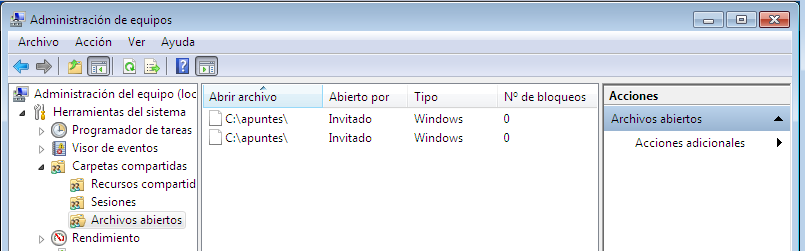 Administración de equipos
Archivo Acción Ver Ayuda
Administración del equipo (loc
Herramientas del sistema
Programador de tareas
Visor de eventos
Carpetas compartidas
Recursos compartid
Sesiones
Archivos abiertos
Rendimiento
Abrir archivo Abierto por Tipo Nº de bloqueos
C:\apuntes\ Invitado Windows 0
C:\apuntes\ Invitado Windows 0
Acciones
Archivos abiertos
Acciones adicionales